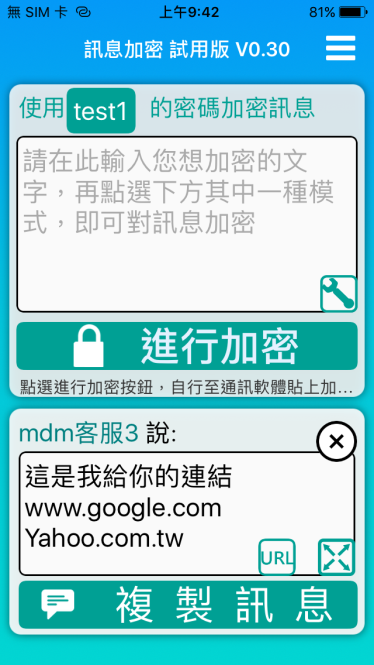 無 SIM 卡 上午9:42 81%
訊息加密 試用版 V0.30
使用 test1 的密碼加密訊息
請在此輸入您想加密的文
字，再點選下方其中一種模
式，即可對訊息加密
進行加密
點選進行加密按鈕，自行至通訊軟體貼上加...
mdm客服3 說:
這是我給你的連結
www.google.com
Yahoo.com.tw
URL
複製訊息